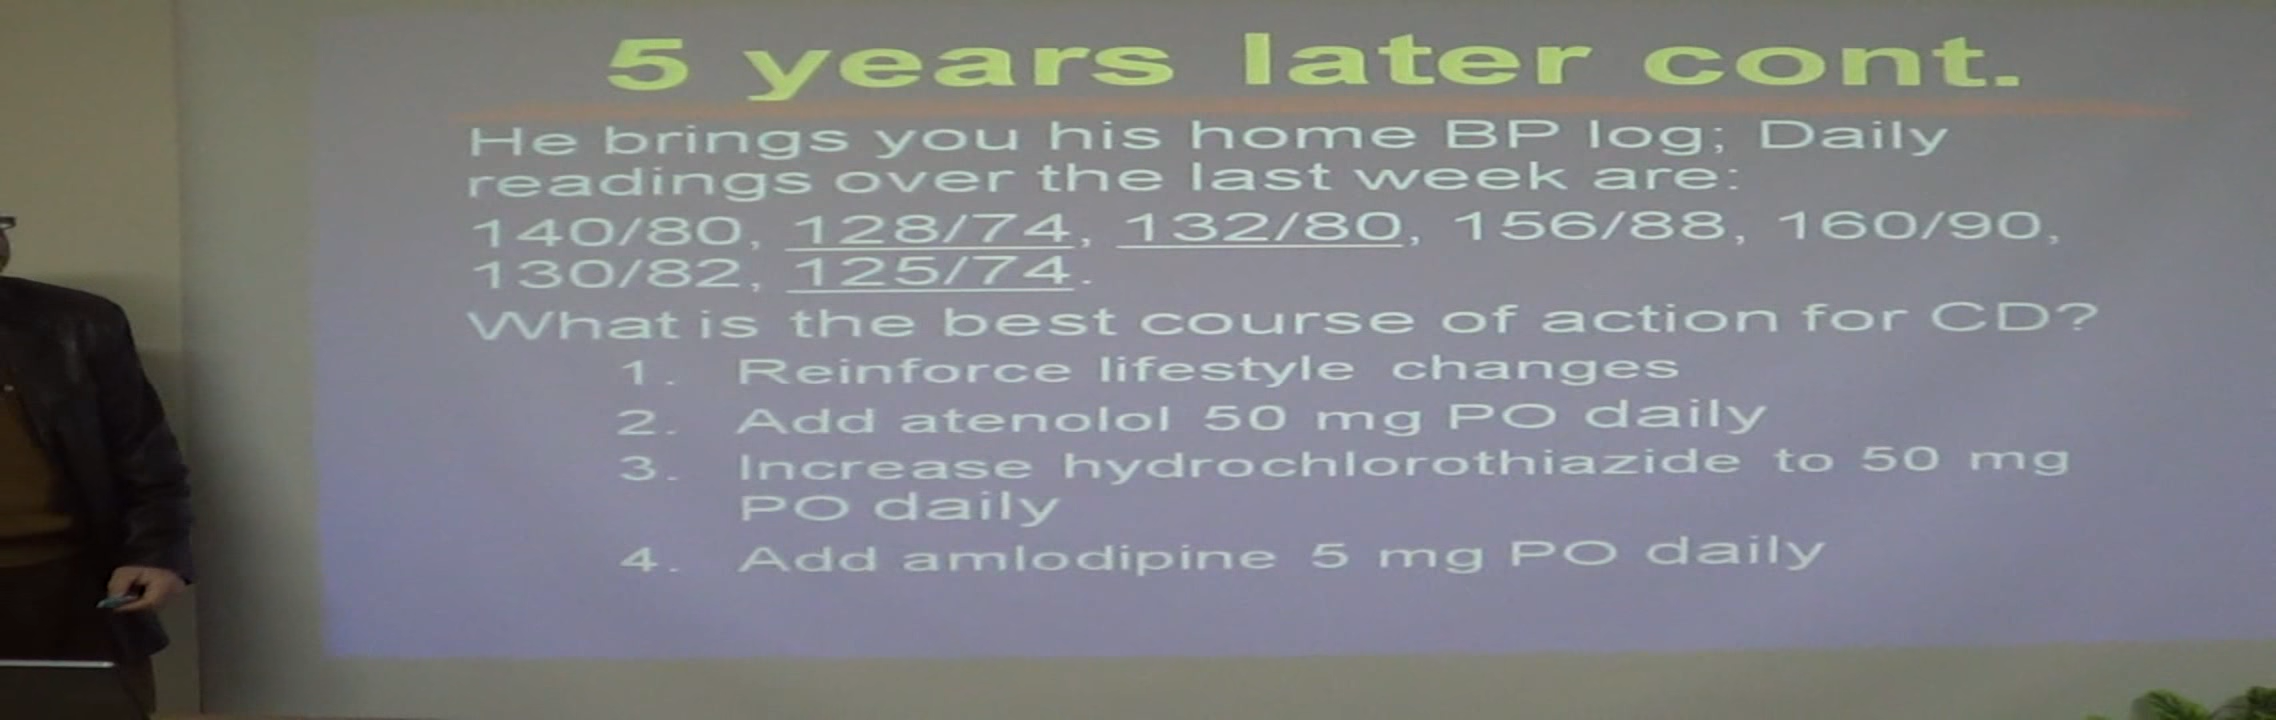 5 years later cont.
He brings you his home BP log; Daily
readings over the last week are:
140/80, 128/74, 132/80, 156/88, 160/90,
130/82, 125/74.
What is the best course of action for CD?
1. Reinforce lifestyle changes
2. Add atenolol 50 mg PO daily
3. Increase hydrochlorothiazide to 50 mg
PO daily
4. Add amlodipine 5 mg PO daily